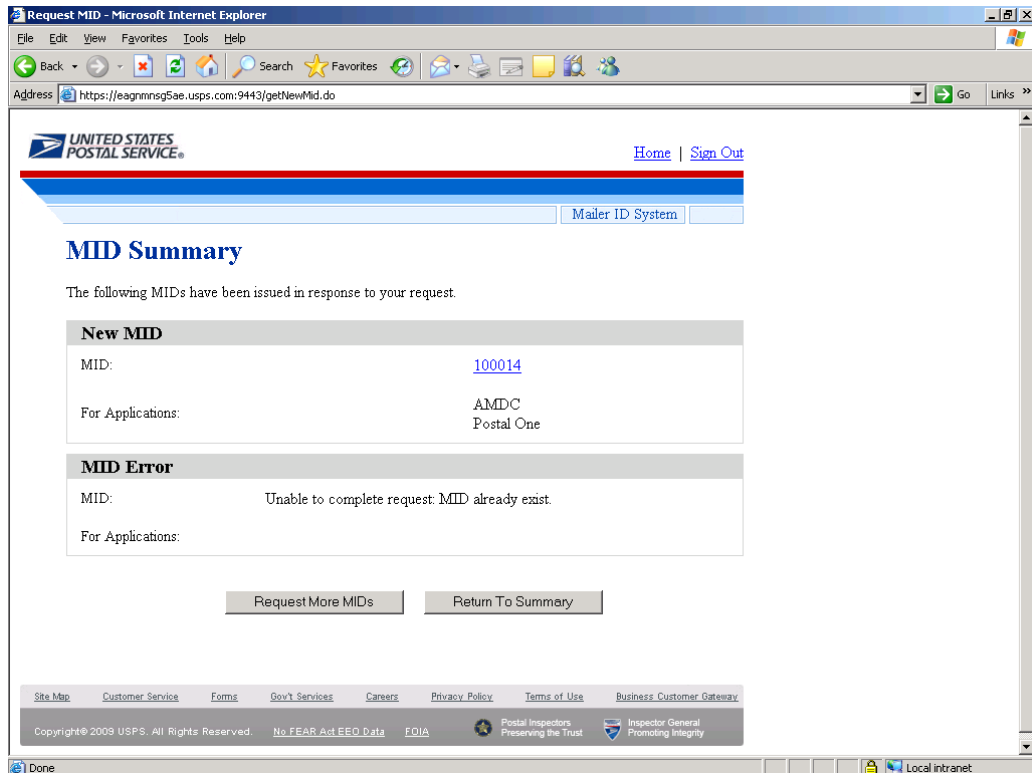 Request MID - Microsoft Internet Explorer
File Edit View Favorites Tools Help
Back Search Favorites
Address https://eagnmnsg5ae.usps.com:9443/getNewMid.do Go Links »
UNITED STATES
POSTAL SERVICE®
Home | Sign Out
Mailer ID System
MID Summary
The following MIDs have been issued in response to your request.
New MID
MID: 100014
For Applications: AMDC
Postal One
MID Error
MID: Unable to complete request: MID already exist.
For Applications:
Request More MIDs Return To Summary
Site Map Customer Service Forms Gov't Services Careers Privacy Policy Terms of Use Business Customer Gateway
Copyright© 2009 USPS. All Rights Reserved. No FEAR Act EEO Data FOIA Postal Inspectors Preserving the Trust Inspector General Promoting Integrity
Done Local intranet